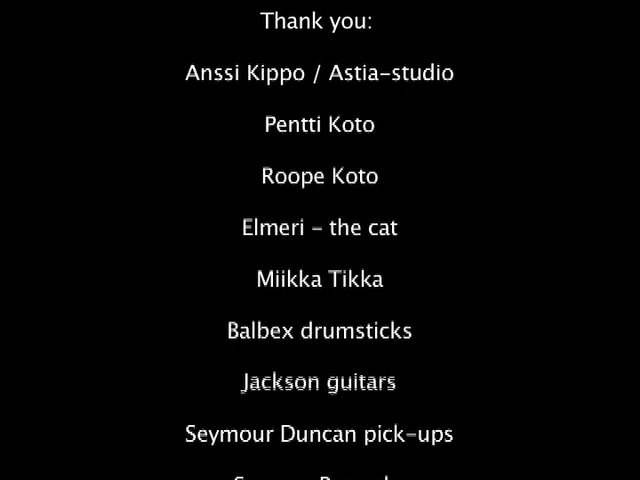 Thank you:
Anssi Kippo / Astia-studio
Pentti Koto
Roope Koto
Elmeri - the cat
Miikka Tikka
Balbex drumsticks
Jackson guitars
Seymour Duncan pick-ups